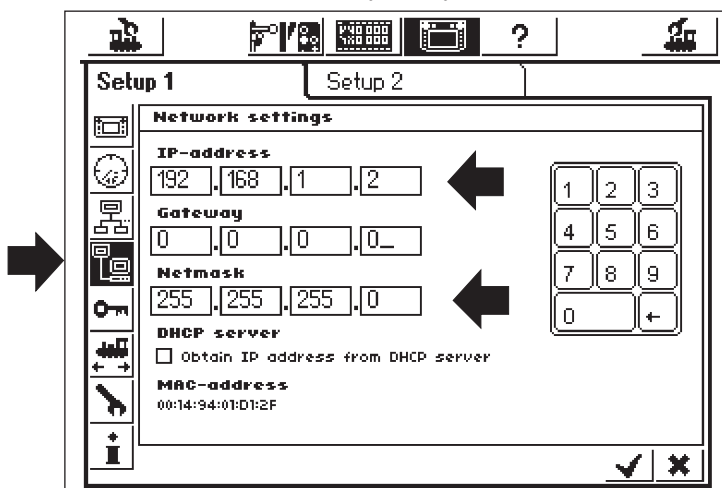 ?
Setup 1 Setup 2
Network settings
IP-address
192 . 168 . 1 . 2
Gateway
0 . 0 . 0 . 0_
Netmask
255 . 255 . 255 . 0
DHCP server
Obtain IP address from DHCP server
MAC-address
00:14:94:01:D1:2F
1 2 3
4 5 6
7 8 9
0 ←
i